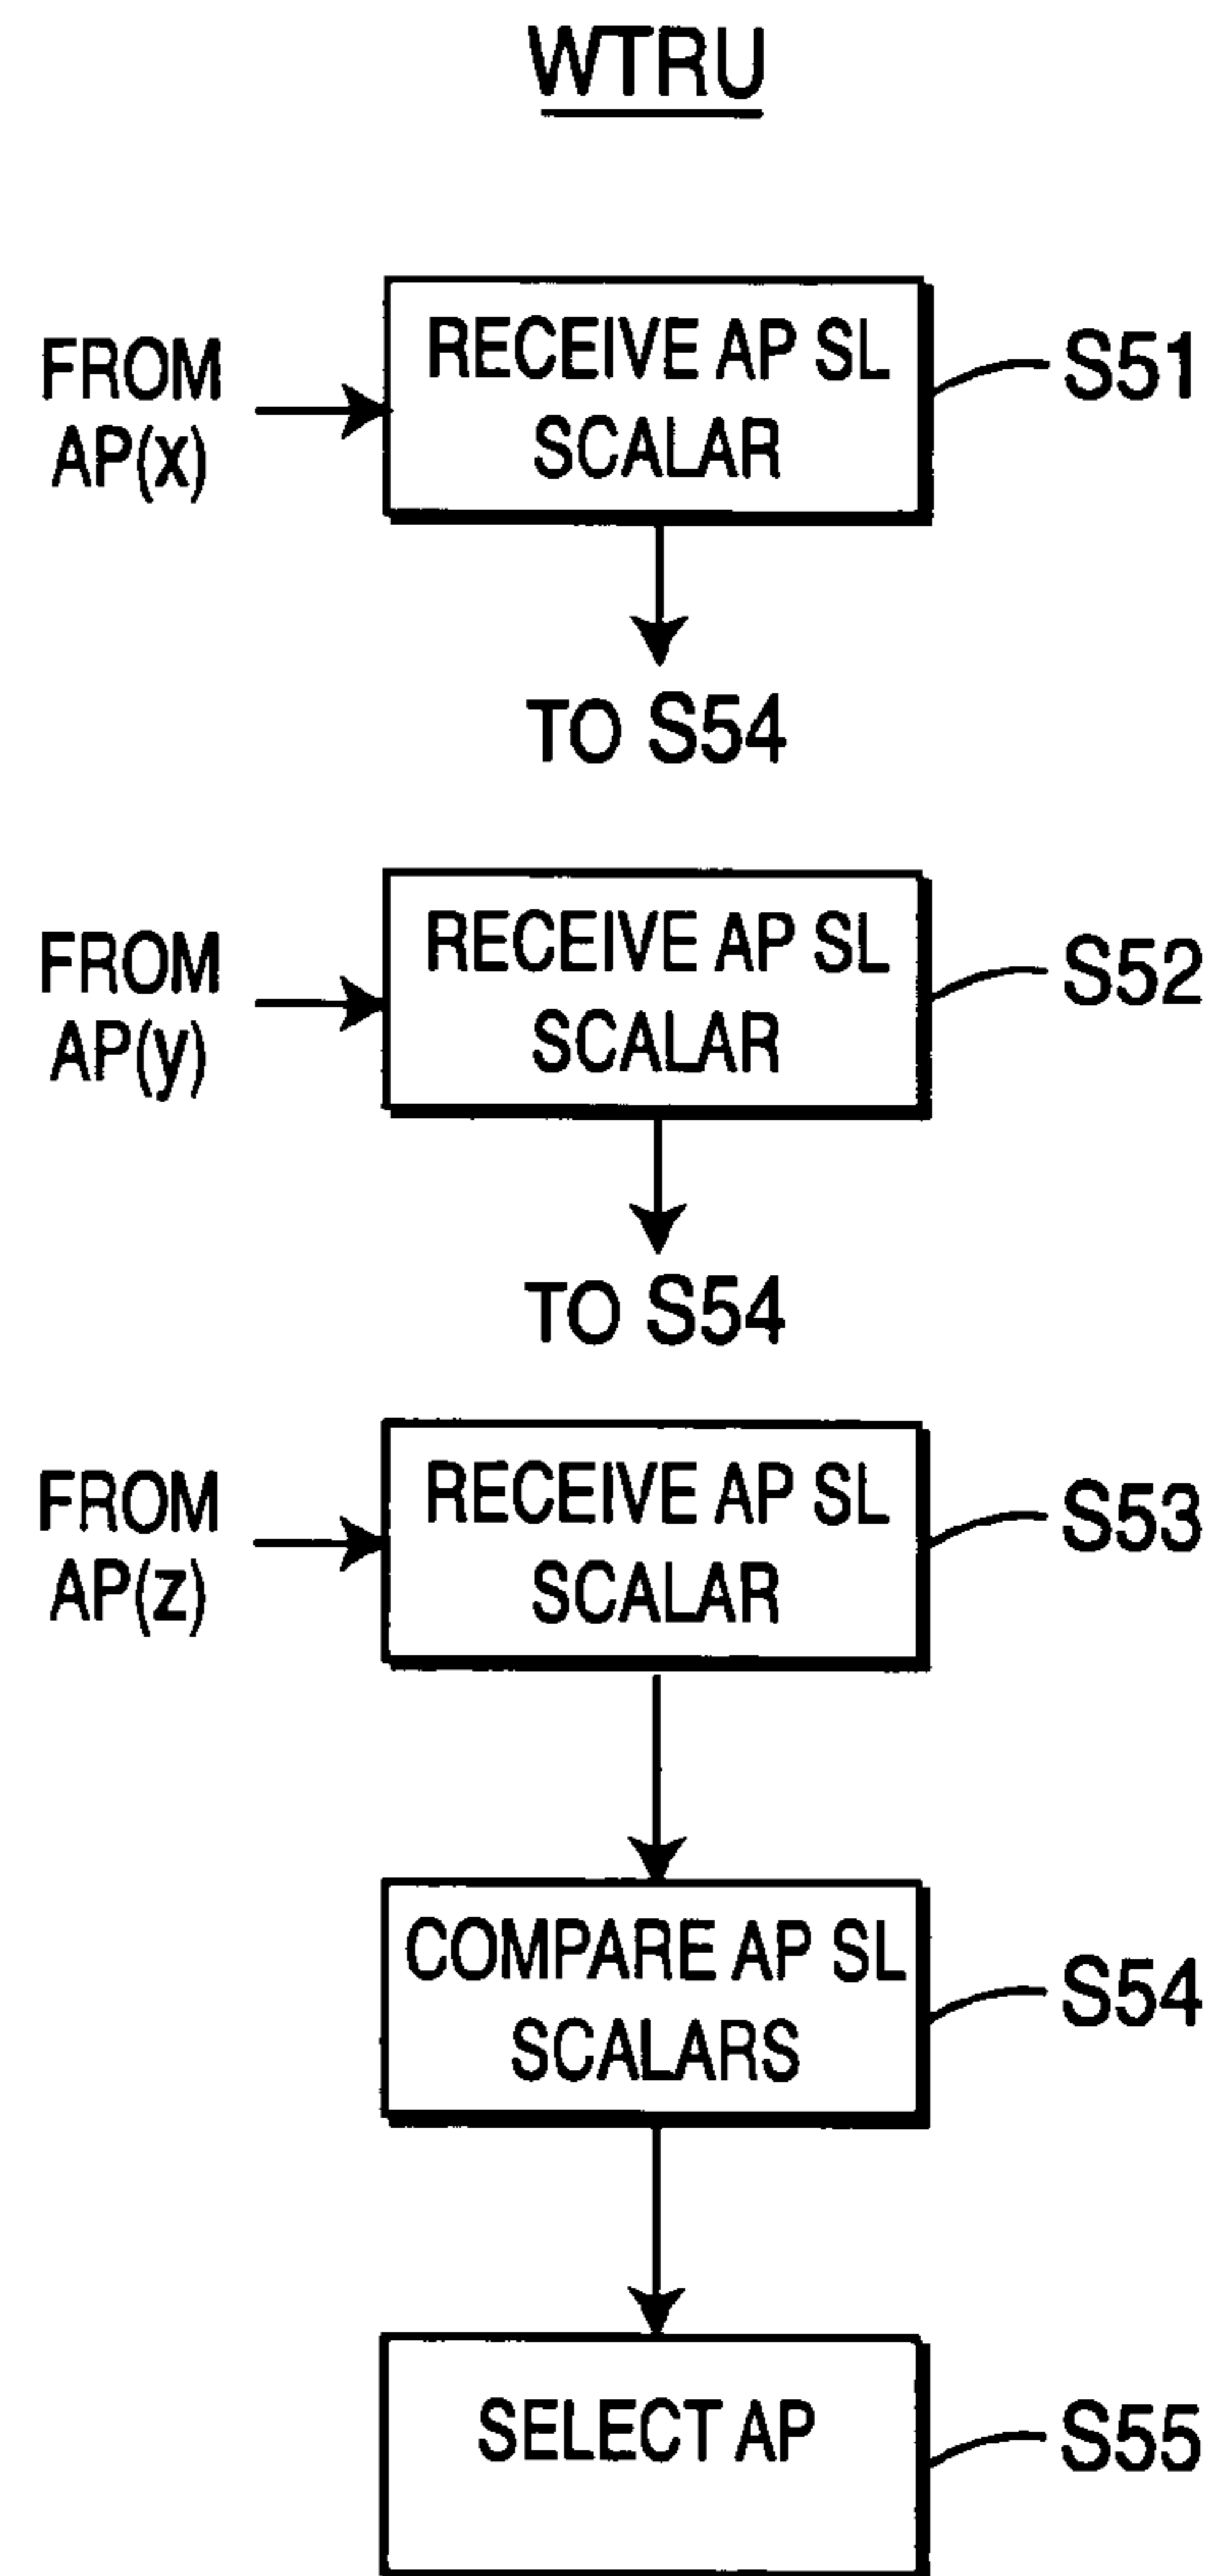 WTRU
FROM
AP(x)
RECEIVE AP SL
SCALAR
S51
TO S54
FROM
AP(y)
RECEIVE AP SL
SCALAR
S52
TO S54
FROM
AP(z)
RECEIVE AP SL
SCALAR
S53
COMPARE AP SL
SCALARS
S54
SELECT AP
S55